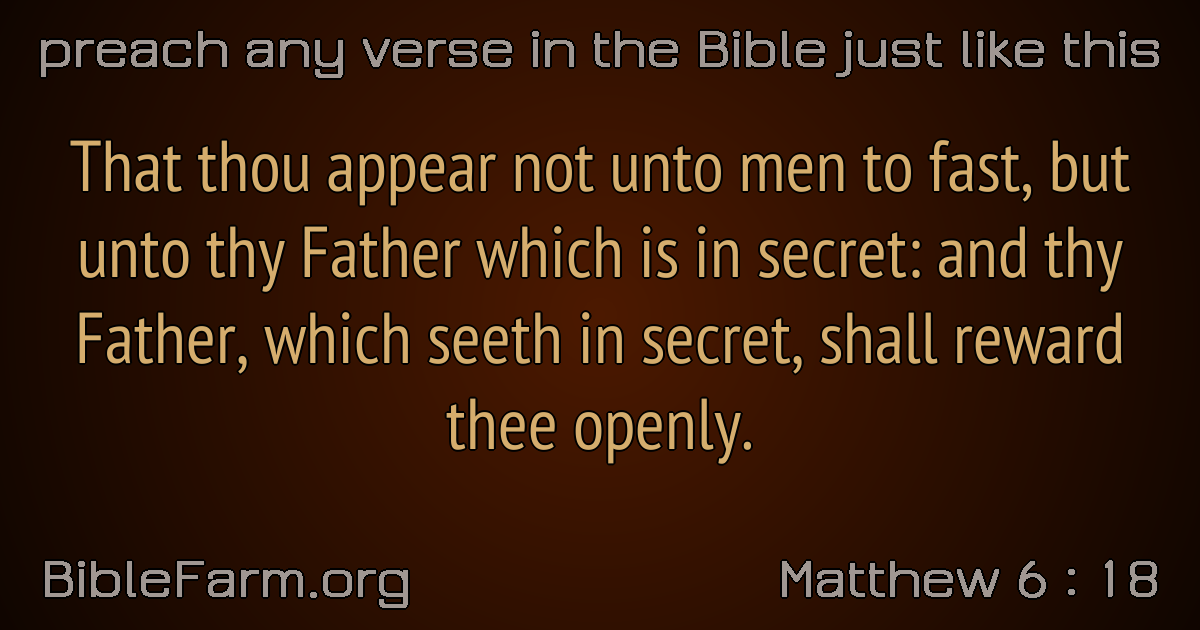 preach any verse in the Bible just like this
That thou appear not unto men to fast, but
unto thy Father which is in secret: and thy
Father, which seeth in secret, shall reward
thee openly.
BibleFarm.org
Matthew 6 : 18